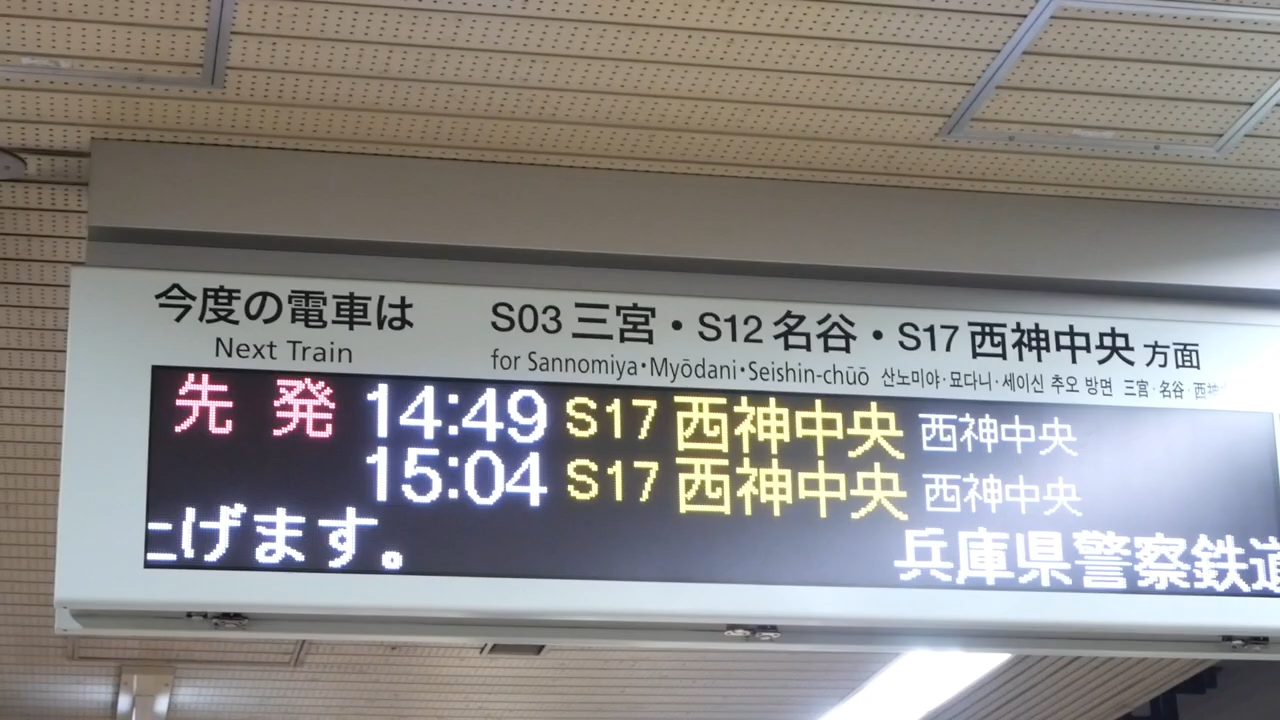 今度の電車は
Next Train
S03 三宮・S12 名谷・S17 西神中央 方面
for Sannomiya・Myōdani・Seishin-chūō 산노미야·묘다니·세이신 추오 방면 三宮·名谷·西神
先発 14:49 S17 西神中央 西神中央
15:04 S17 西神中央 西神中央
上げます。 兵庫県警察鉄道